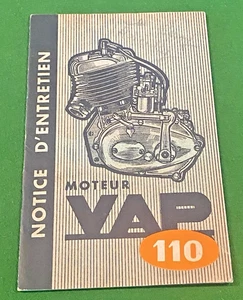 NOTICE D'ENTRETIEN
MOTEUR
VAP
110